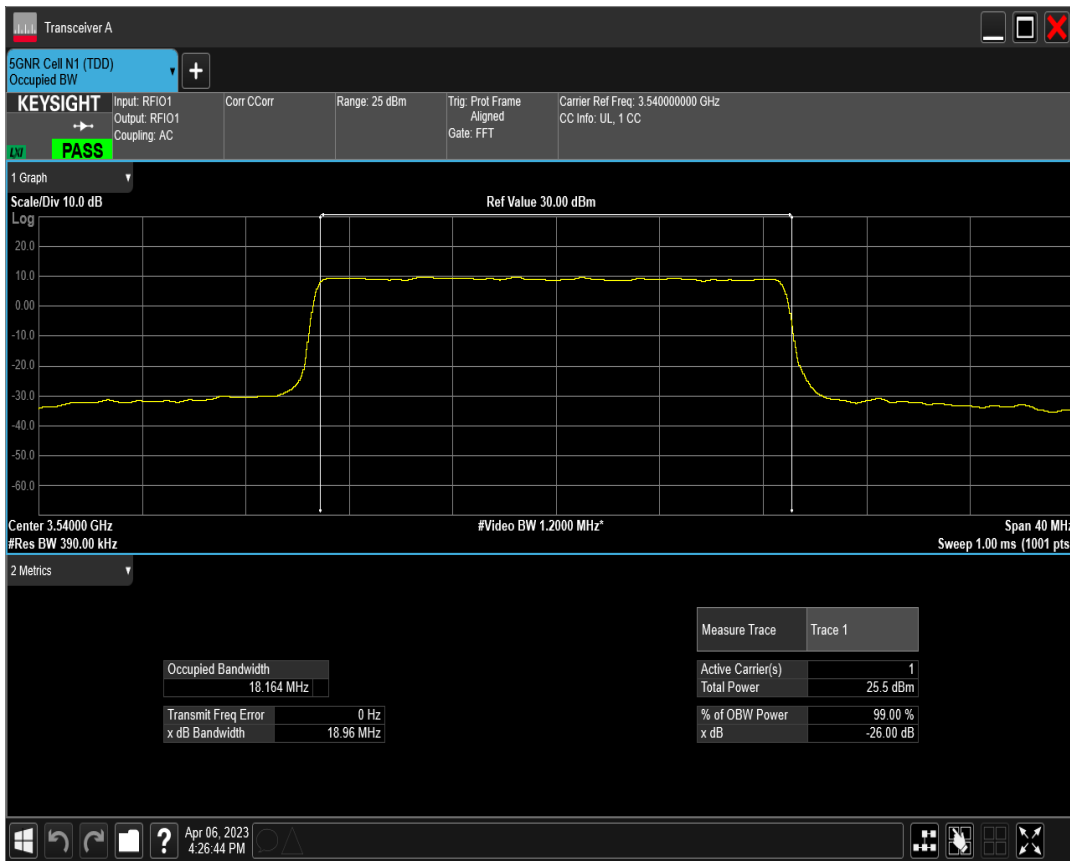 Transceiver A
5GNR Cell N1 (TDD)
Occupied BW
KEYSIGHT
LXI
PASS
Input: RFIO1
Output: RFIO1
Coupling: AC
Corr CCorr
Range: 25 dBm
Trig: Prot Frame
Aligned
Gate: FFT
Carrier Ref Freq: 3.540000000 GHz
CC Info: UL, 1 CC
1 Graph
Scale/Div 10.0 dB
Ref Value 30.00 dBm
Log
20.0
10.0
0.00
-10.0
-20.0
-30.0
-40.0
-50.0
-60.0
Center 3.54000 GHz
#Video BW 1.2000 MHz*
Span 40 MHz
#Res BW 390.00 kHz
Sweep 1.00 ms (1001 pts
2 Metrics
Measure Trace Trace 1
Occupied Bandwidth
18.164 MHz
Active Carrier(s) 1
Total Power 25.5 dBm
Transmit Freq Error 0 Hz
x dB Bandwidth 18.96 MHz
% of OBW Power 99.00 %
x dB -26.00 dB
?
Apr 06, 2023
4:26:44 PM